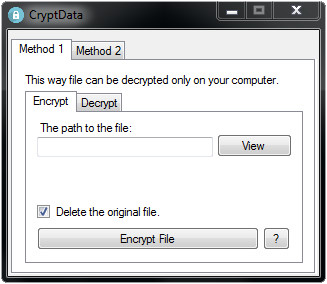 CryptData
Method 1 Method 2
This way file can be decrypted only on your computer.
Encrypt Decrypt
The path to the file:
View
Delete the original file.
Encrypt File ?